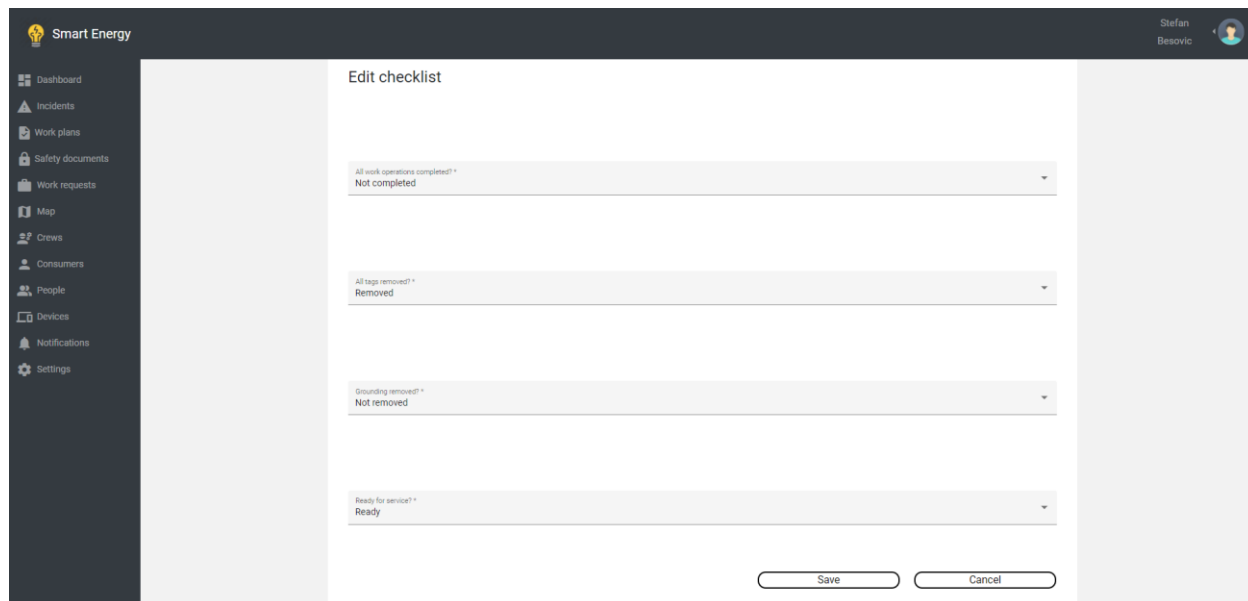 Smart Energy
Stefan
Besovic
Dashboard
Incidents
Work plans
Safety documents
Work requests
Map
Crews
Consumers
People
Devices
Notifications
Settings
Edit checklist
All work operations completed? *
Not completed
All tags removed? *
Removed
Grounding removed? *
Not removed
Ready for service? *
Ready
Save Cancel